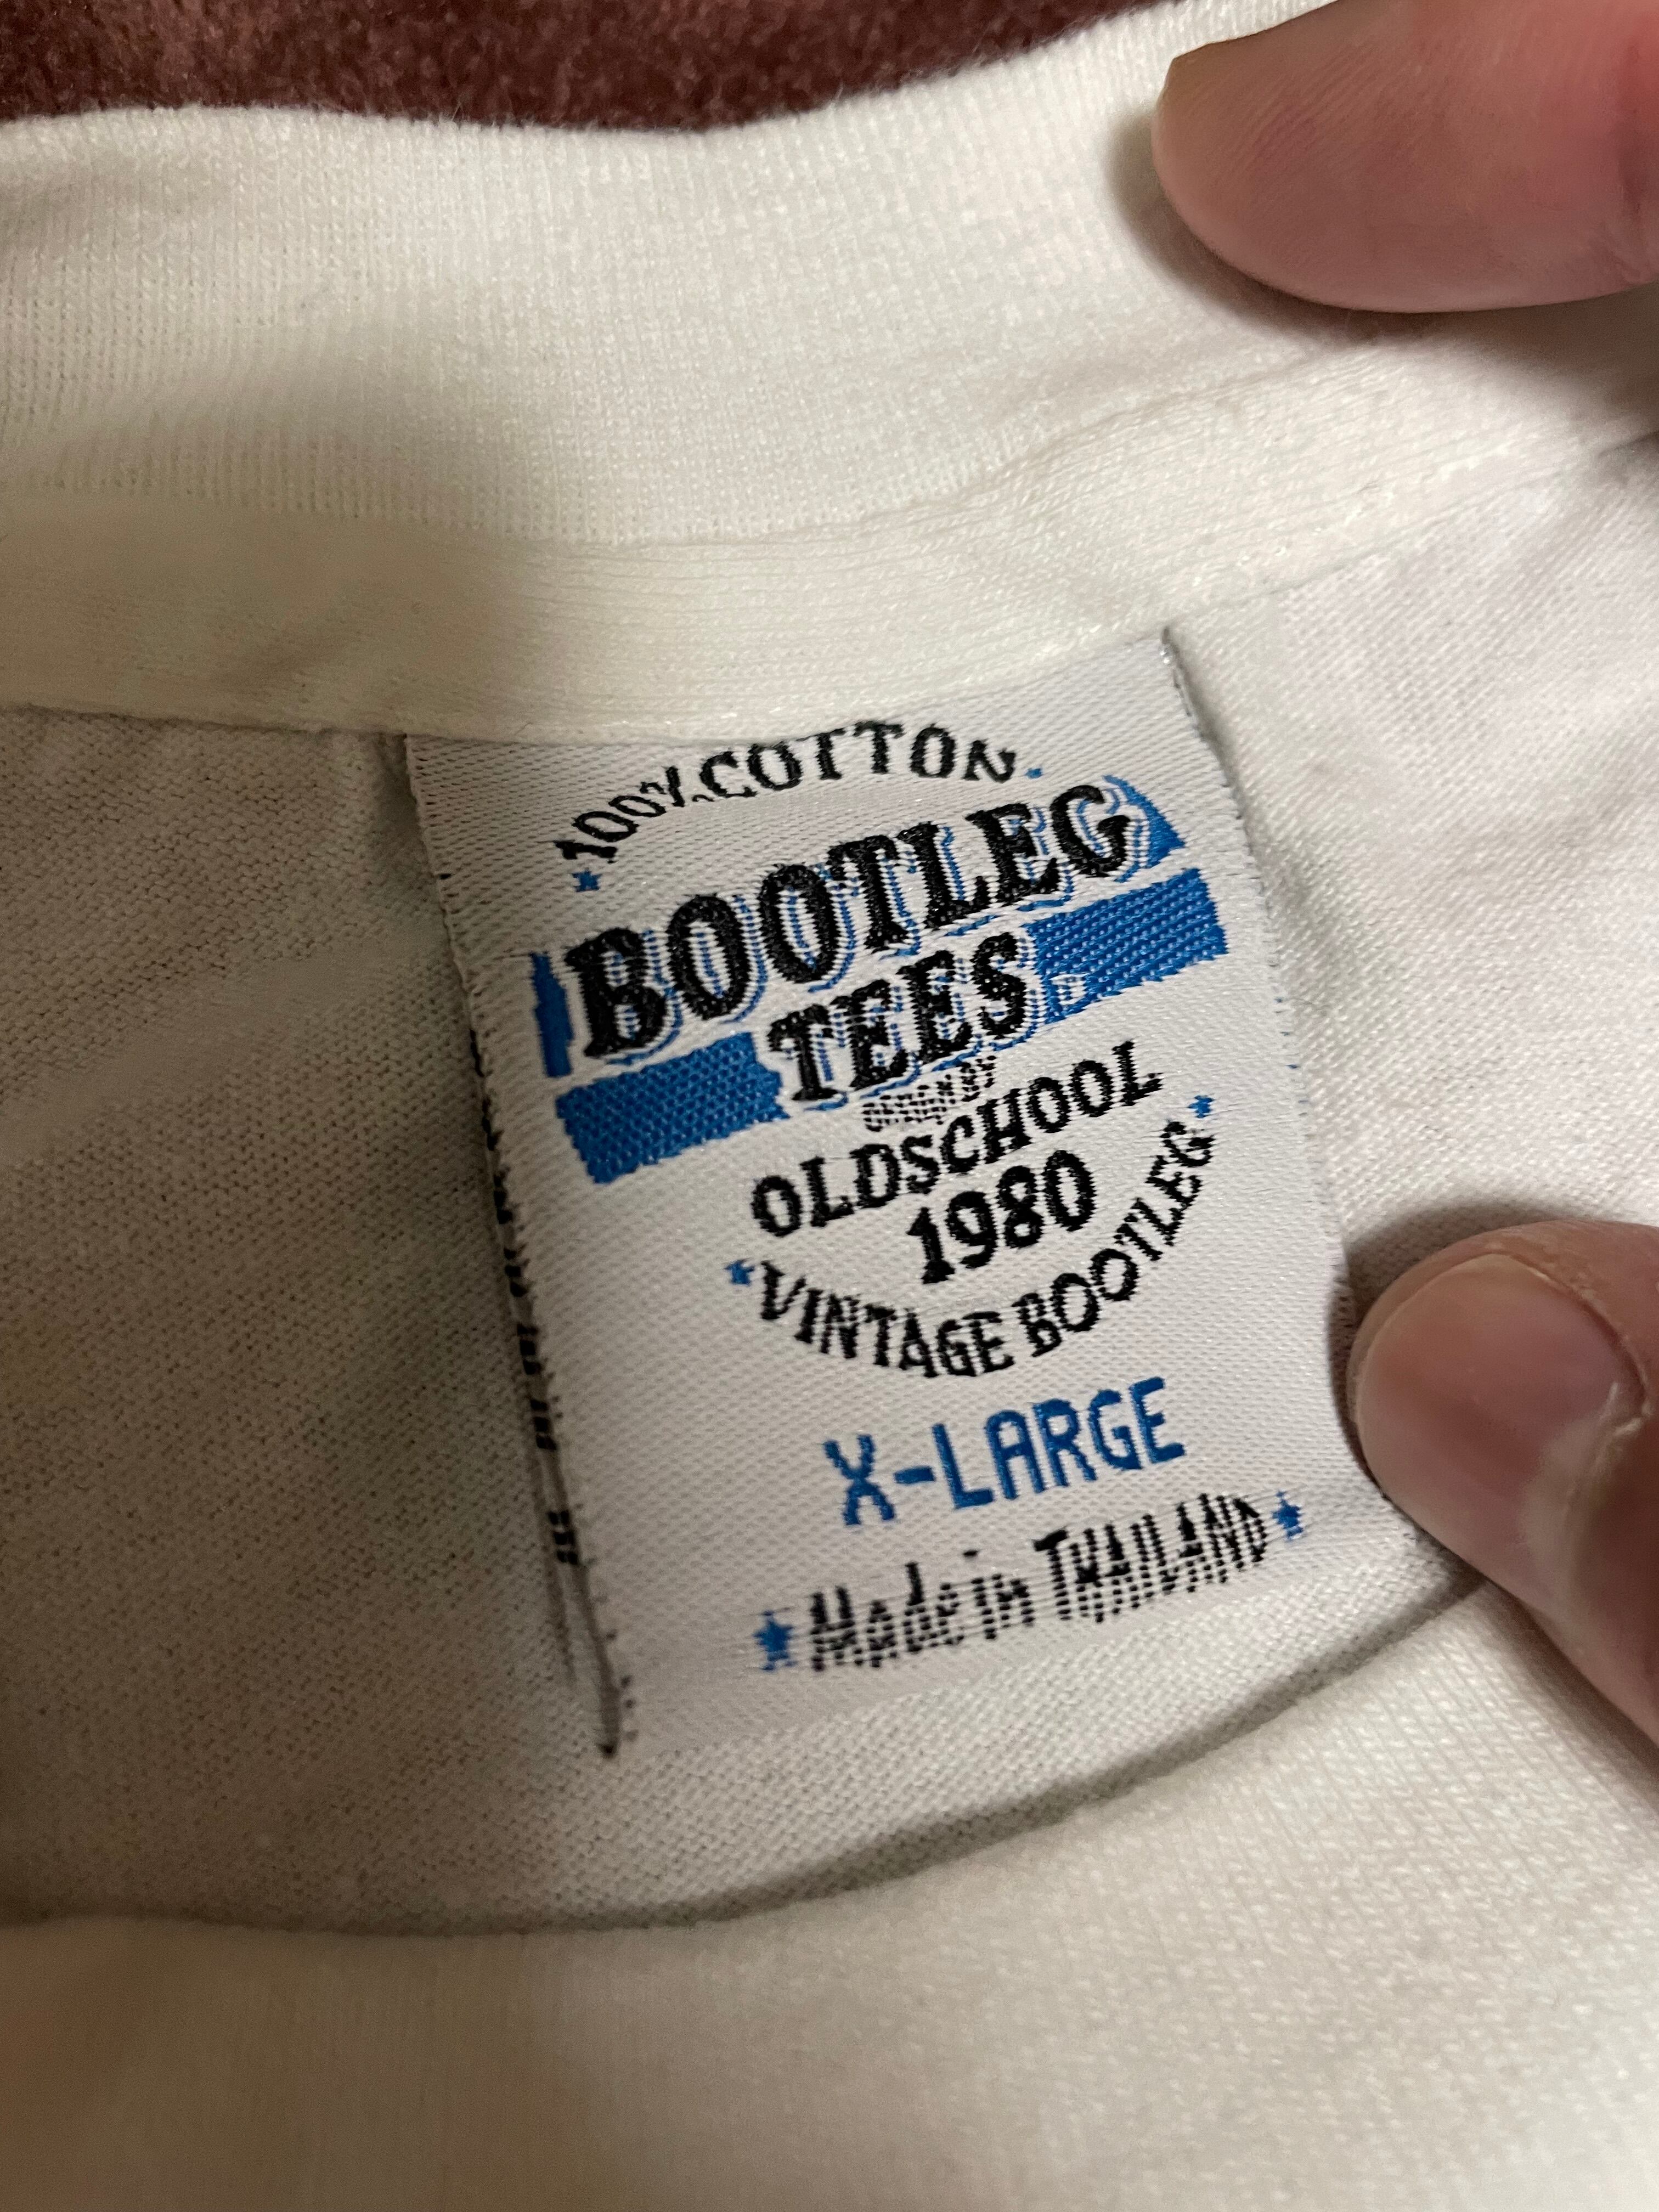 100% COTTON
BOOTLEG
TEES
OLDSCHOOL
1980
VINTAGE BOOTLEG
X-LARGE
Made in THAILAND